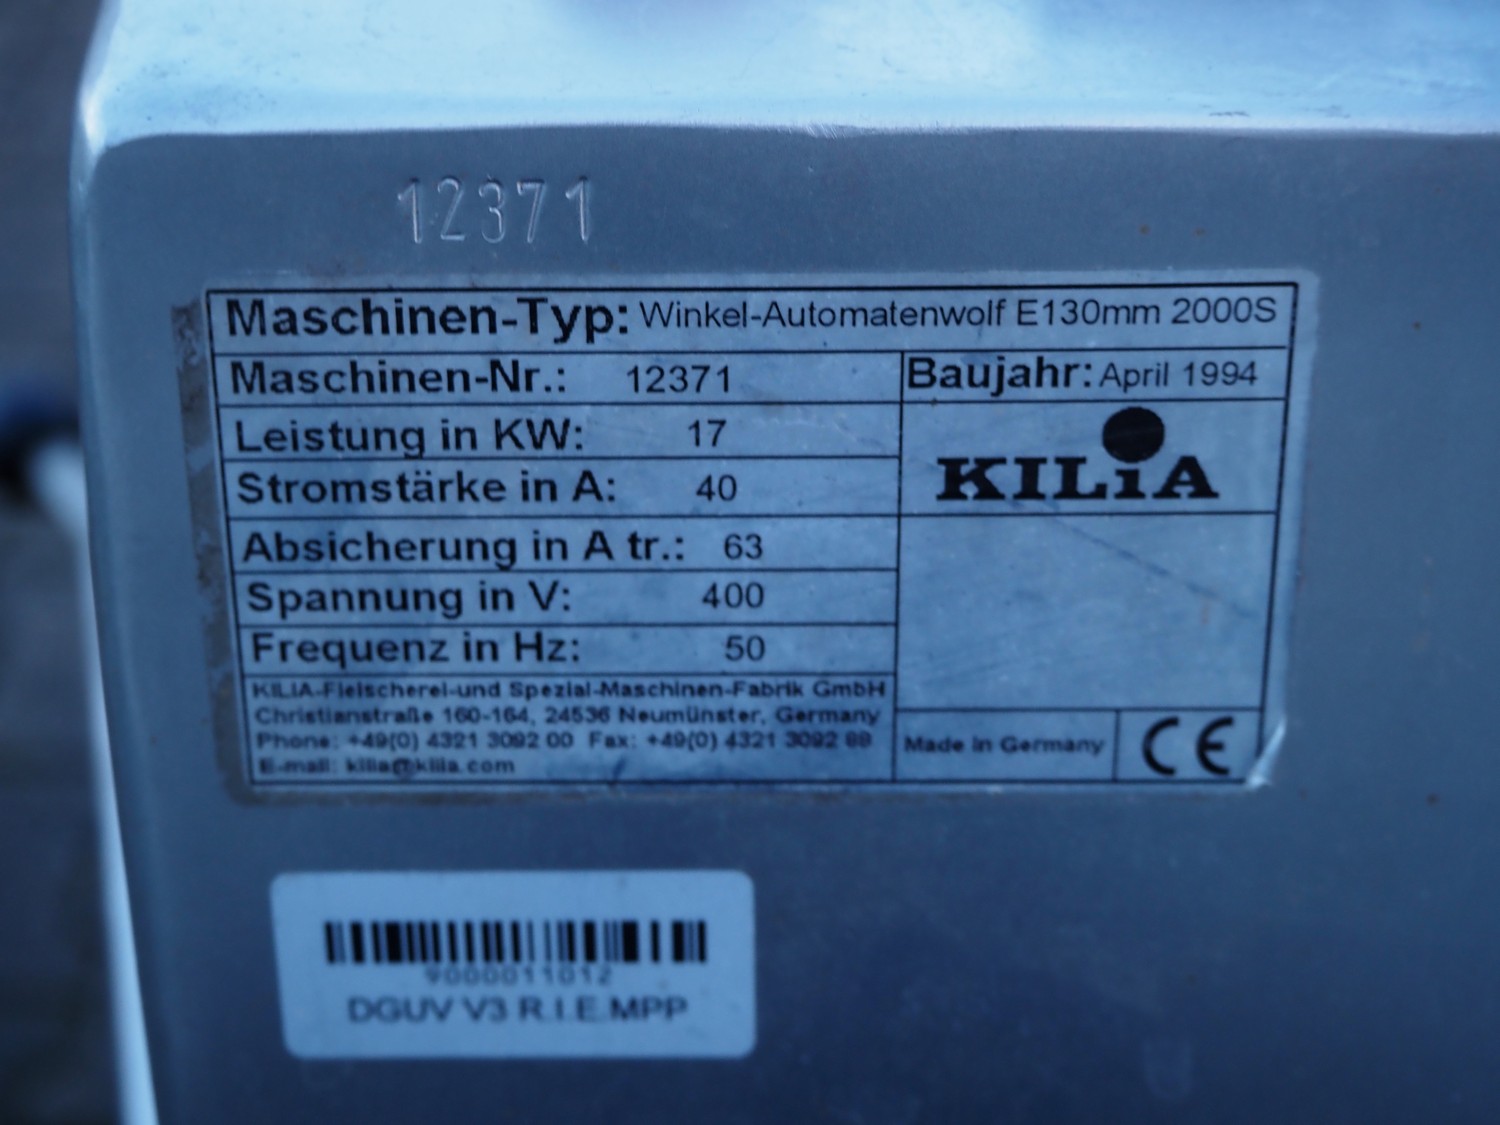 12371
Maschinen-Typ: Winkel-Automatenwolf E130mm 2000S
Maschinen-Nr.: 12371
Baujahr: April 1994
Leistung in KW: 17
KILiA
Stromstärke in A: 40
Absicherung in A tr.: 63
Spannung in V: 400
Frequenz in Hz: 50
KILIA-Fleischerei-und Spezial-Maschinen-Fabrik GmbH
Christianstraße 160-164, 24536 Neumünster, Germany
Phone: +49(0) 4321 3092 00 Fax: +49(0) 4321 3092
E-mail: kilia@kilia.com
Made in Germany
CE
9000011012
DGUV V3 R.I.E.MPP